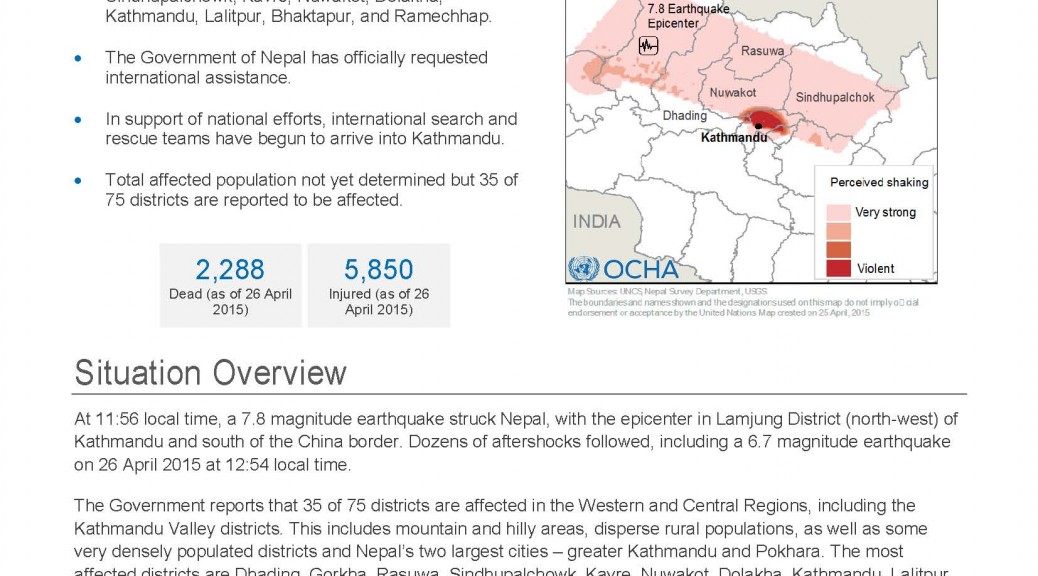 Sindhupalchowk, Kavre, Nuwakot, Dolakha,
Kathmandu, Lalitpur, Bhaktapur, and Ramechhap.
• The Government of Nepal has officially requested
international assistance.
• In support of national efforts, international search and
rescue teams have begun to arrive into Kathmandu.
• Total affected population not yet determined but 35 of
75 districts are reported to be affected.
2,288
Dead (as of 26 April
2015)
5,850
Injured (as of 26
April 2015)
7.8 Earthquake
Epicenter
Rasuwa
Nuwakot
Sindhupalchok
Dhading
Kathmandu
INDIA
Perceived shaking
Very strong
Violent
OCHA
Map Sources: UNCS, Nepal Survey Department, USGS.
The boundaries and names shown and the designations used on this map do not imply o▯cial
endorsement or acceptance by the United Nations. Map created on 25 April, 2015
Situation Overview
At 11:56 local time, a 7.8 magnitude earthquake struck Nepal, with the epicenter in Lamjung District (north-west) of
Kathmandu and south of the China border. Dozens of aftershocks followed, including a 6.7 magnitude earthquake
on 26 April 2015 at 12:54 local time.
The Government reports that 35 of 75 districts are affected in the Western and Central Regions, including the
Kathmandu Valley districts. This includes mountain and hilly areas, disperse rural populations, as well as some
very densely populated districts and Nepal's two largest cities – greater Kathmandu and Pokhara. The most
affected districts are Dhading, Gorkha, Rasuwa, Sindhupalchowk, Kavre, Nuwakot, Dolakha, Kathmandu, Lalitpur,